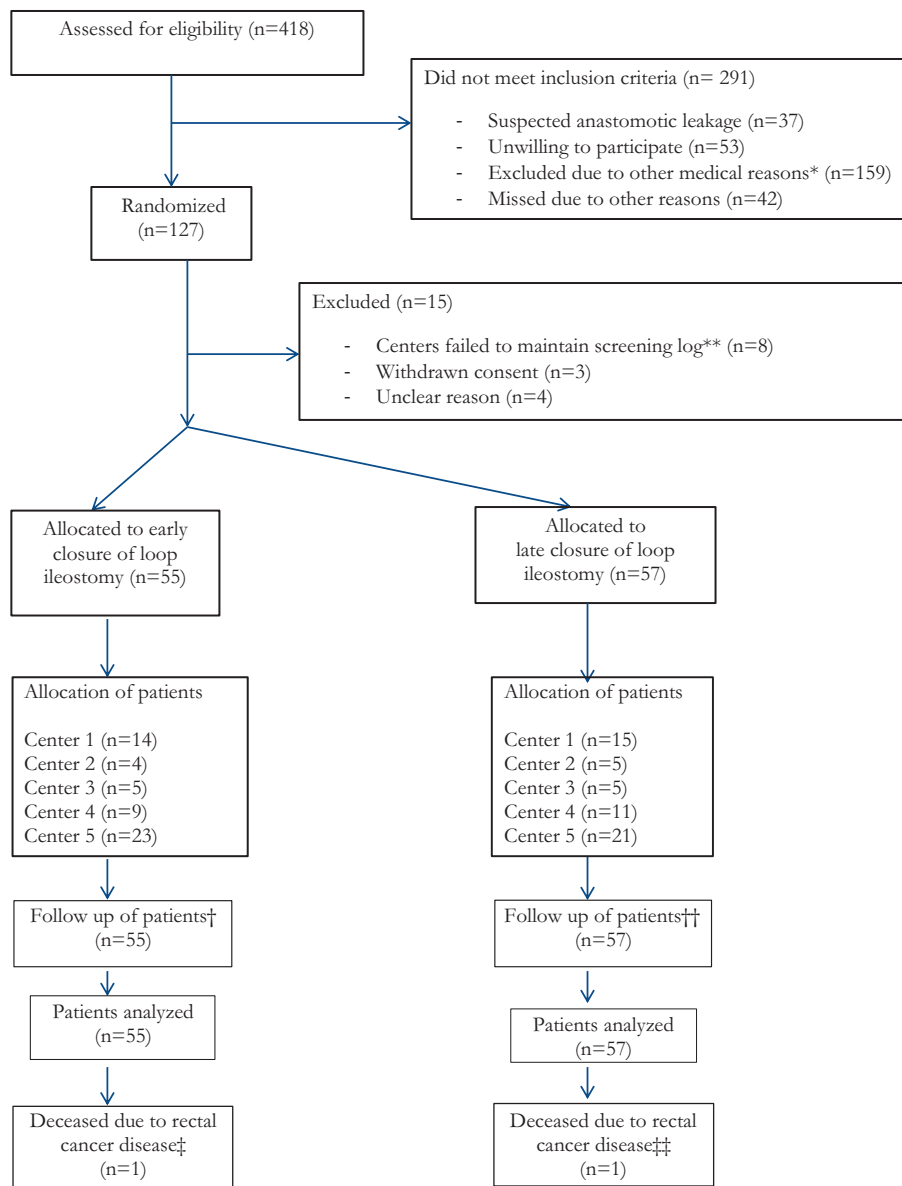 Assessed for eligibility (n=418)
Did not meet inclusion criteria (n= 291)
- Suspected anastomotic leakage (n=37)
- Unwilling to participate (n=53)
- Excluded due to other medical reasons* (n=159)
- Missed due to other reasons (n=42)
Randomized
(n=127)
Excluded (n=15)
- Centers failed to maintain screening log** (n=8)
- Withdrawn consent (n=3)
- Unclear reason (n=4)
Allocated to early
closure of loop
ileostomy (n=55)
Allocated to
late closure of loop
ileostomy (n=57)
Allocation of patients
Center 1 (n=14)
Center 2 (n=4)
Center 3 (n=5)
Center 4 (n=9)
Center 5 (n=23)
Allocation of patients
Center 1 (n=15)
Center 2 (n=5)
Center 3 (n=5)
Center 4 (n=11)
Center 5 (n=21)
Follow up of patients†
(n=55)
Follow up of patients††
(n=57)
Patients analyzed
(n=55)
Patients analyzed
(n=57)
Deceased due to rectal
cancer disease‡
(n=1)
Deceased due to rectal
cancer disease‡‡
(n=1)